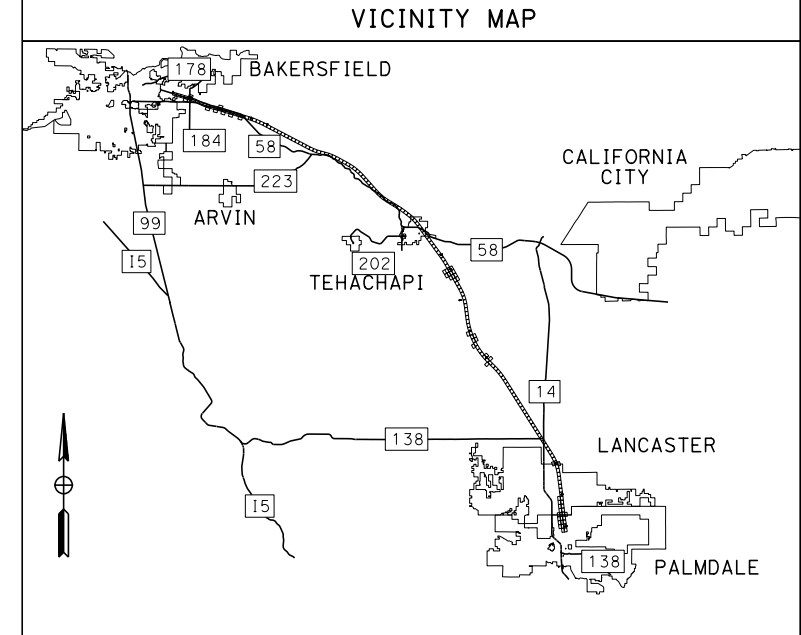 VICINITY MAP
178
BAKERSFIELD
184
58
CALIFORNIA
CITY
223
ARVIN
99
I5
58
202
TEHACHAPI
14
138
LANCASTER
I5
138
PALMDALE